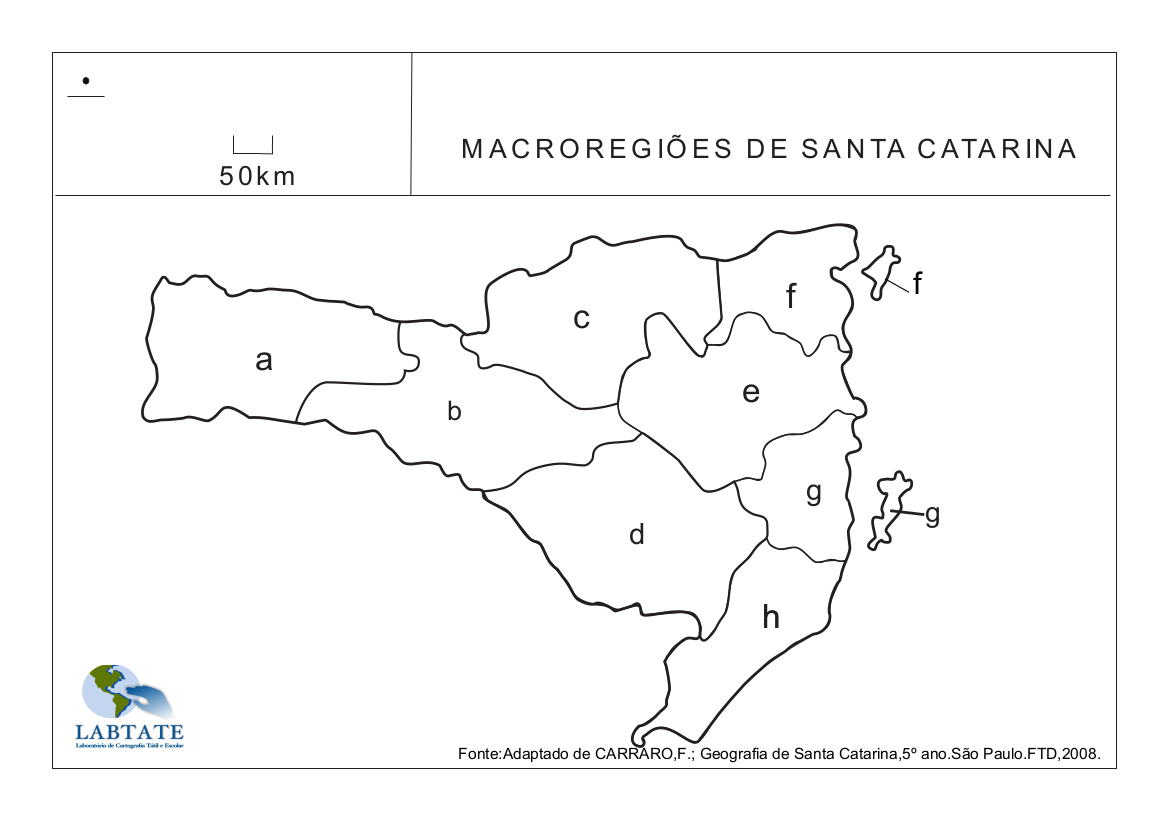 50km
MACROREGIÕES DE SANTA CATARINA
f
f
c
a
e
b
g
g
d
h
LABTATE
Laboratório de Cartografia Tátil e Escolar
Fonte:Adaptado de CARRARO,F.; Geografia de Santa Catarina,5º ano.São Paulo.FTD,2008.